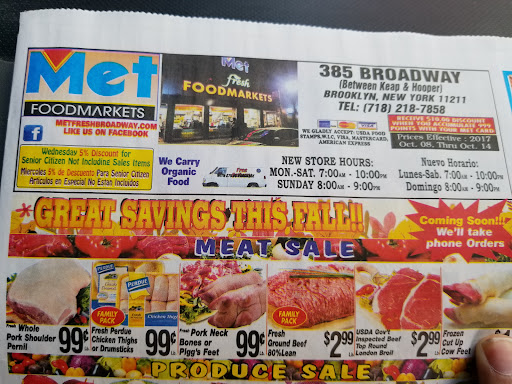 Met
FOODMARKETS
METFRESHBROADWAY.COM
LIKE US ON FACEBOOK
Wednesday 5% Discount for
Senior Citizen Not Including Sales Items
Miercoles 5% de Descuento Para Senior Citizen
Articulos en Especial No Estan Incluidos
Met
fresh
FOODMARKETS
We Carry
Organic
Food
385 BROADWAY
(Between Keap & Hooper)
BROOKLYN, NEW YORK 11211
TEL: (718) 218-7858
WE GLADLY ACCEPT: USDA FOOD
STAMPS, W.I.C, VISA, MASTERCARD,
AMERICAN EXPRESS
RECEIVE $10.00 DISCOUNT
WHEN YOU ACCUMULATE 999
POINTS WITH YOUR MET CARD
Prices Effective : 2017
Oct. 08, Thru Oct. 14
NEW STORE HOURS:
MON.-SAT. 7:00AM - 10:00PM
SUNDAY 8:00AM - 9:00PM
Nuevo Horario:
Lunes-Sab. 7:00AM - 10:00PM
Domingo 8:00AM - 9:00PM
*GREAT SAVINGS THIS FALL!!
Coming Soon!!!
We'll take
phone Orders
MEAT SALE
Fresh
Whole
Pork Shoulder
Pernil
99¢
LB
FAMILY
PACK
PERDUE
PERDUE
Fresh Perdue
Chicken Thighs
or Drumsticks
99¢
LB
Fresh
Pork Neck
Bones or
Pigg's Feet
99¢
LB
FAMILY
PACK
Fresh
Ground Beef
80%Lean
$2.99
LB
USDA Gov't
Inspected Beef
Top Round
London Broil
$2.99
LB
Frozen
Cut Up
Cow Feet
PRODUCE SALE